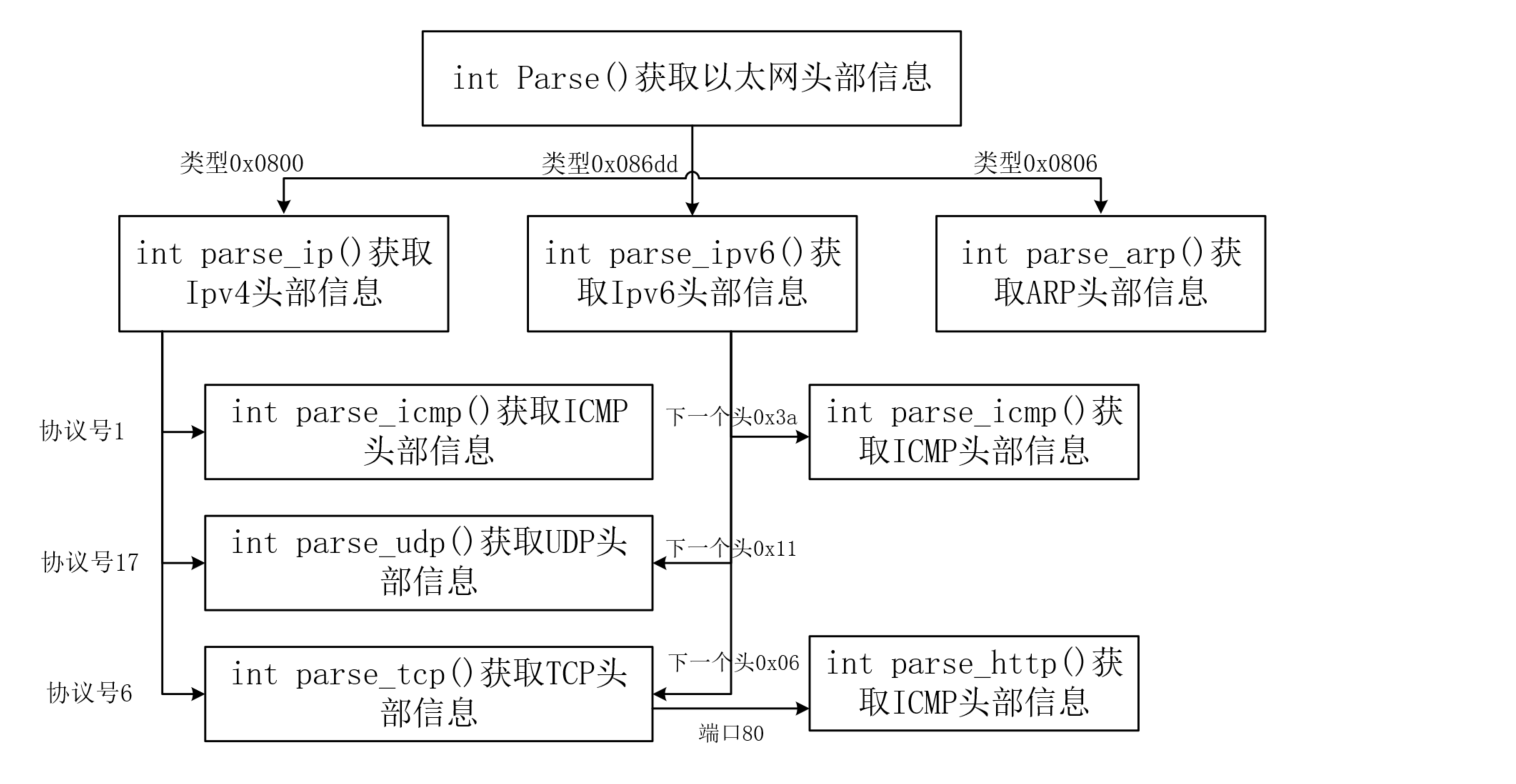 int Parse()获取以太网头部信息
类型0x0800
类型0x086dd
类型0x0806
int parse_ip()获取
Ipv4头部信息
int parse_ipv6()获
取Ipv6头部信息
int parse_arp()获
取ARP头部信息
协议号1
int parse_icmp()获取ICMP
头部信息
下一个头0x3a
int parse_icmp()获
取ICMP头部信息
协议号17
int parse_udp()获取UDP头
部信息
下一个头0x11
协议号6
int parse_tcp()获取TCP头
部信息
下一个头0x06
int parse_http()获
取ICMP头部信息
端口80